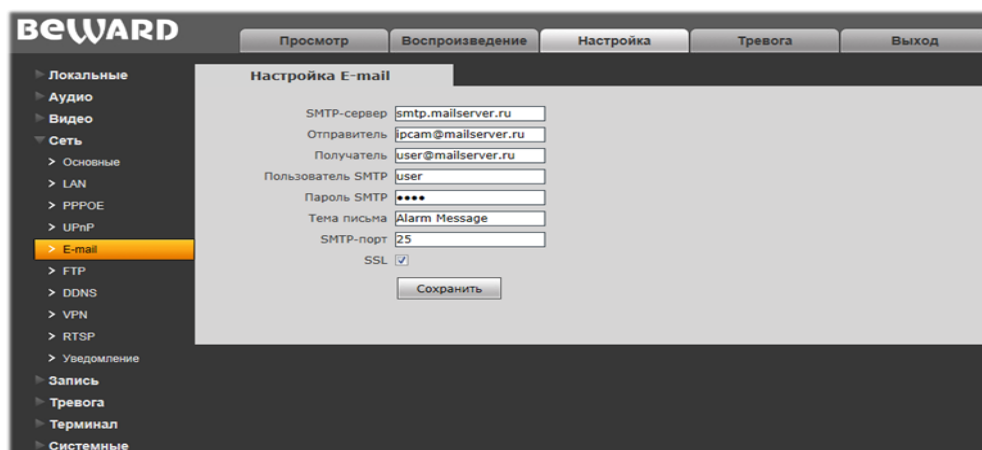 BEWARD
Просмотр Воспроизведение Настройка Тревога Выход
Локальные
Аудио
Видео
Сеть
> Основные
> LAN
> PPPOE
> UPnP
> E-mail
> FTP
> DDNS
> VPN
> RTSP
> Уведомление
Запись
Тревога
Терминал
Системные
Настройка E-mail
SMTP-сервер smtp.mailserver.ru
Отправитель ipcam@mailserver.ru
Получатель user@mailserver.ru
Пользователь SMTP user
Пароль SMTP ••••
Тема письма Alarm Message
SMTP-порт 25
SSL
Сохранить